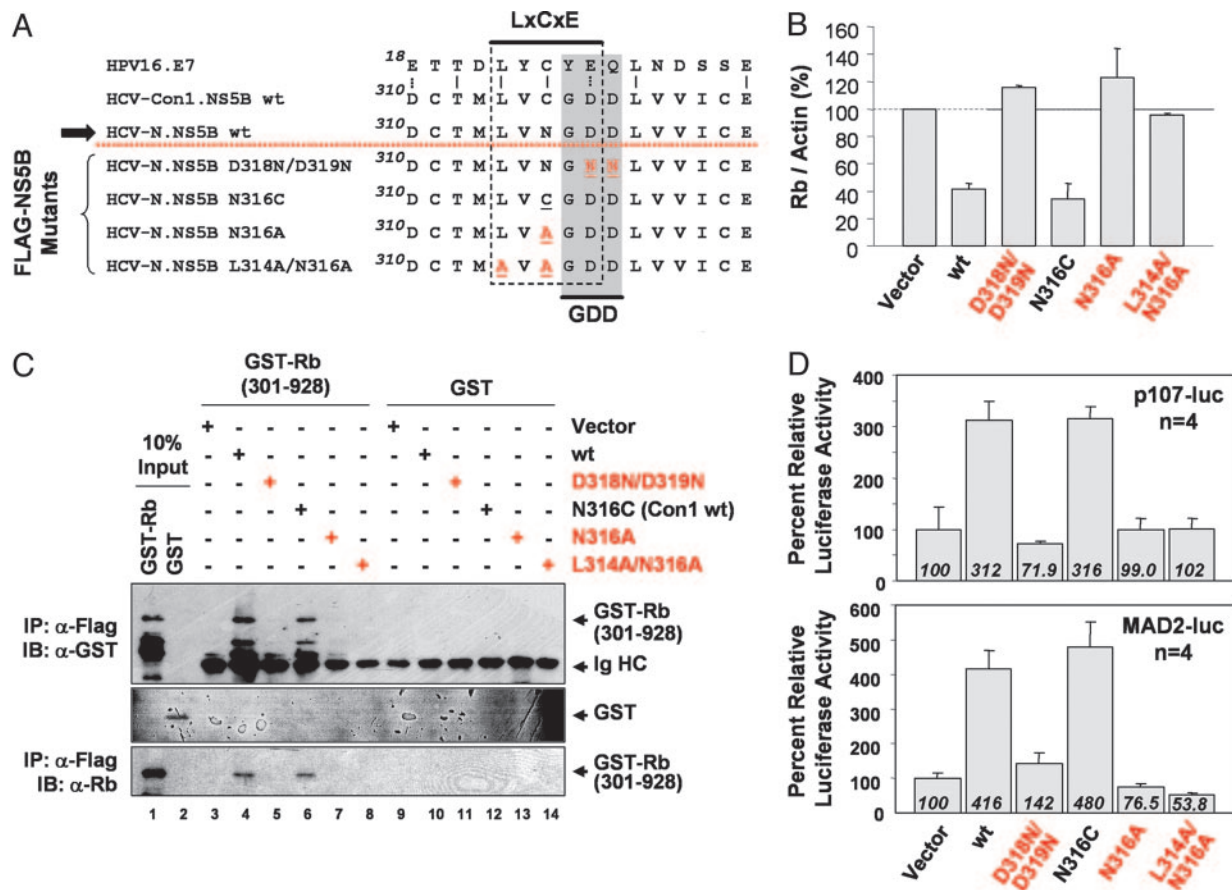 A
LxCxE
HPV16.E7 18 E T T D L Y C Y E Q L N D S S E
HCV-Con1.NS5B wt 310 D C T M L V C G D D L V V I C E
HCV-N.NS5B wt 310 D C T M L V N G D D L V V I C E
HCV-N.NS5B D318N/D319N 310 D C T M L V N G N N L V V I C E
HCV-N.NS5B N316C 310 D C T M L V C G D D L V V I C E
HCV-N.NS5B N316A 310 D C T M L V A G D D L V V I C E
HCV-N.NS5B L314A/N316A 310 D C T M A V A G D D L V V I C E
GDD
FLAG-NS5B
Mutants
B
Rb / Actin (%)
160
140
120
100
80
60
40
20
0
Vector
wt
D318N/
D319N
N316C
N316A
L314A/
N316A
C
GST-Rb
(301-928)
GST
10%
Input
GST-Rb
GST
+ - - - - - + - - - - - Vector
- + - - - - - + - - - - wt
- - + - - - - - + - - - D318N/D319N
- - - + - - - - - + - - N316C (Con1 wt)
- - - - + - - - - - + - N316A
- - - - - + - - - - - + L314A/N316A
IP: α-Flag
IB: α-GST
GST-Rb
(301-928)
Ig HC
GST
IP: α-Flag
IB: α-Rb
GST-Rb
(301-928)
1 2 3 4 5 6 7 8 9 10 11 12 13 14
D
Percent Relative
Luciferase Activity
400
300
200
100
0
p107-luc
n=4
100 312 71.9 316 99.0 102
Percent Relative
Luciferase Activity
600
500
400
300
200
100
0
MAD2-luc
n=4
100 416 142 480 76.5 53.8
Vector
wt
D318N/
D319N
N316C
N316A
L314A/
N316A